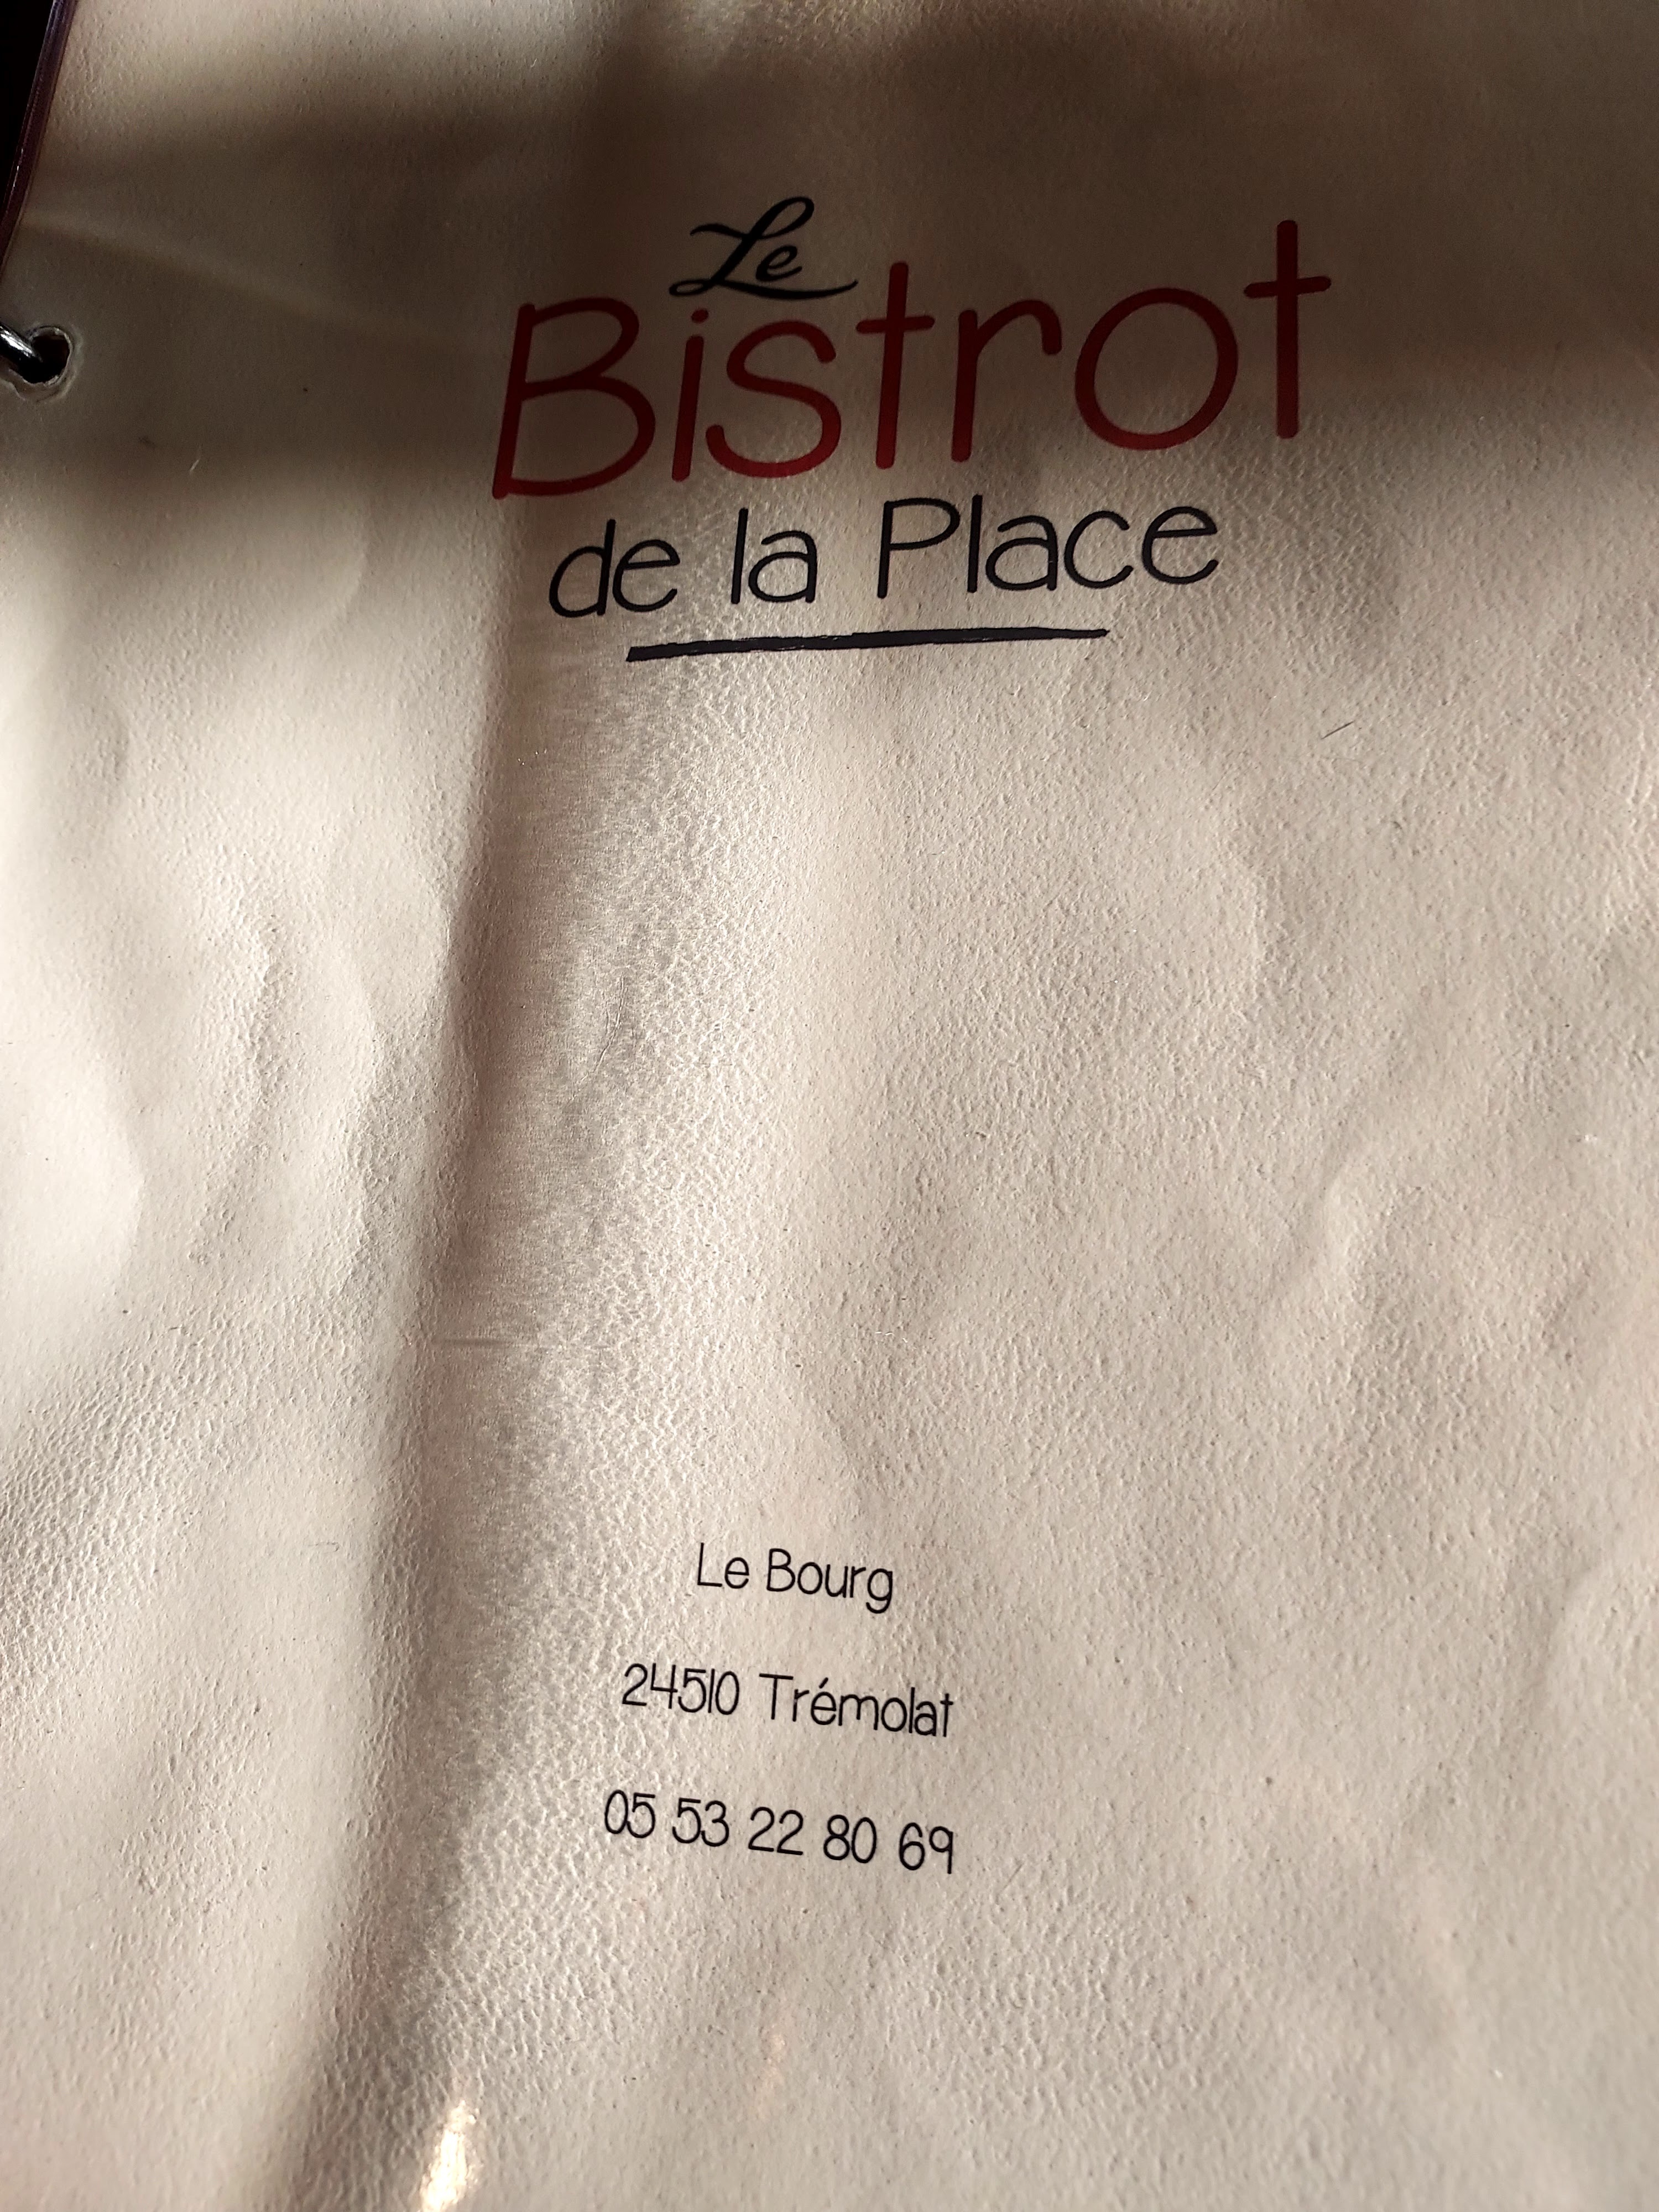 Le
Bistrot
de la Place
Le Bourg
24510 Trémolat
05 53 22 80 69